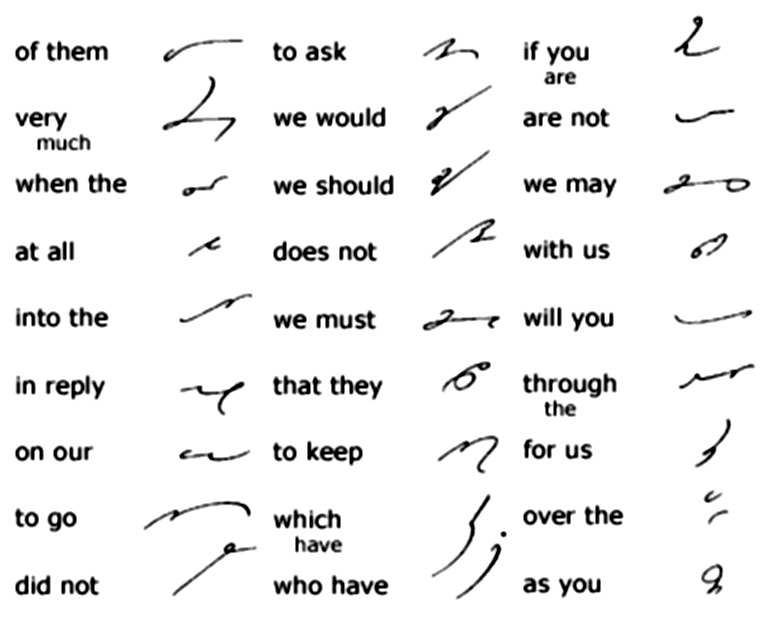 of them to ask if you
are
very we would are not
much
when the we should we may
at all does not with us
into the we must will you
in reply that they through
the
on our to keep for us
to go which over the
have
did not who have as you